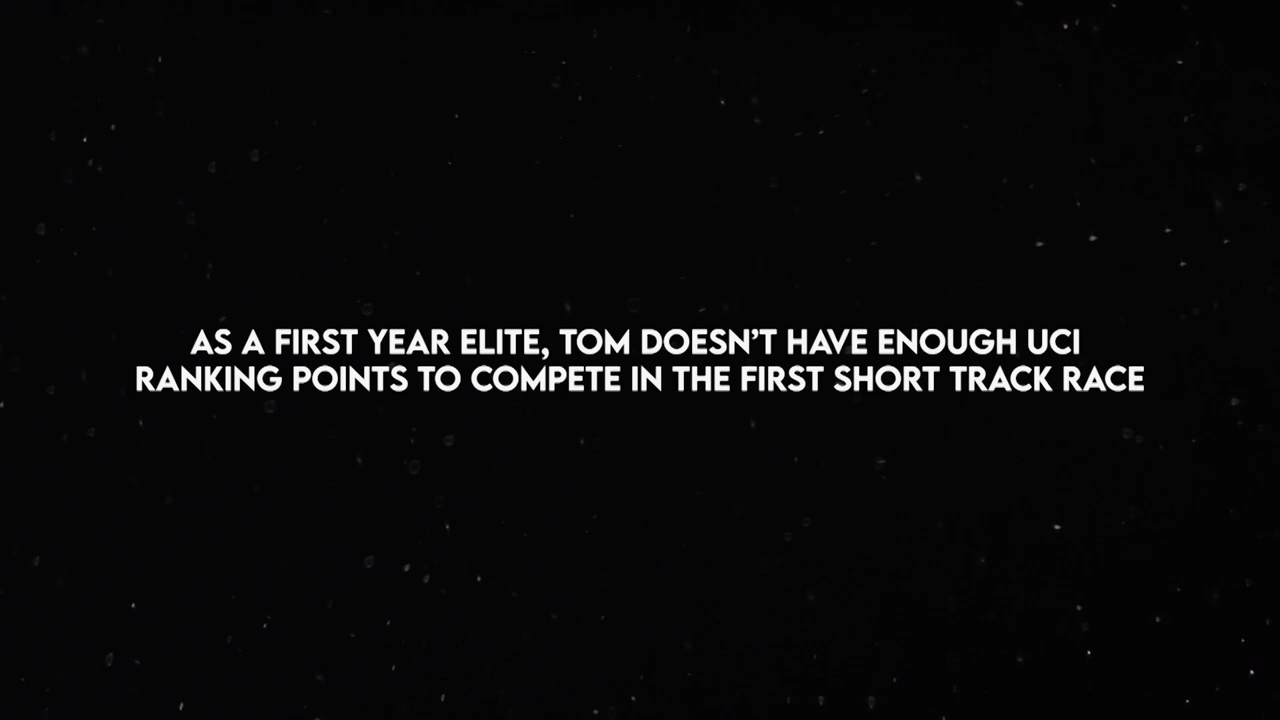 AS A FIRST YEAR ELITE, TOM DOESN’T HAVE ENOUGH UCI
RANKING POINTS TO COMPETE IN THE FIRST SHORT TRACK RACE